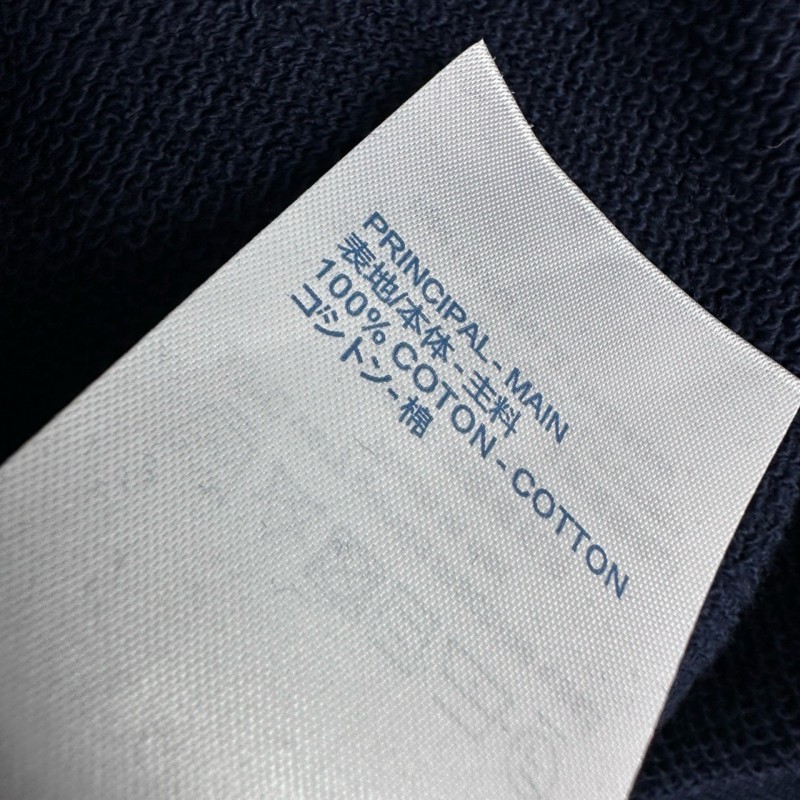 PRINCIPAL - MAIN
表地/本体 - 主料
100% COTON - COTTON
コットン - 棉